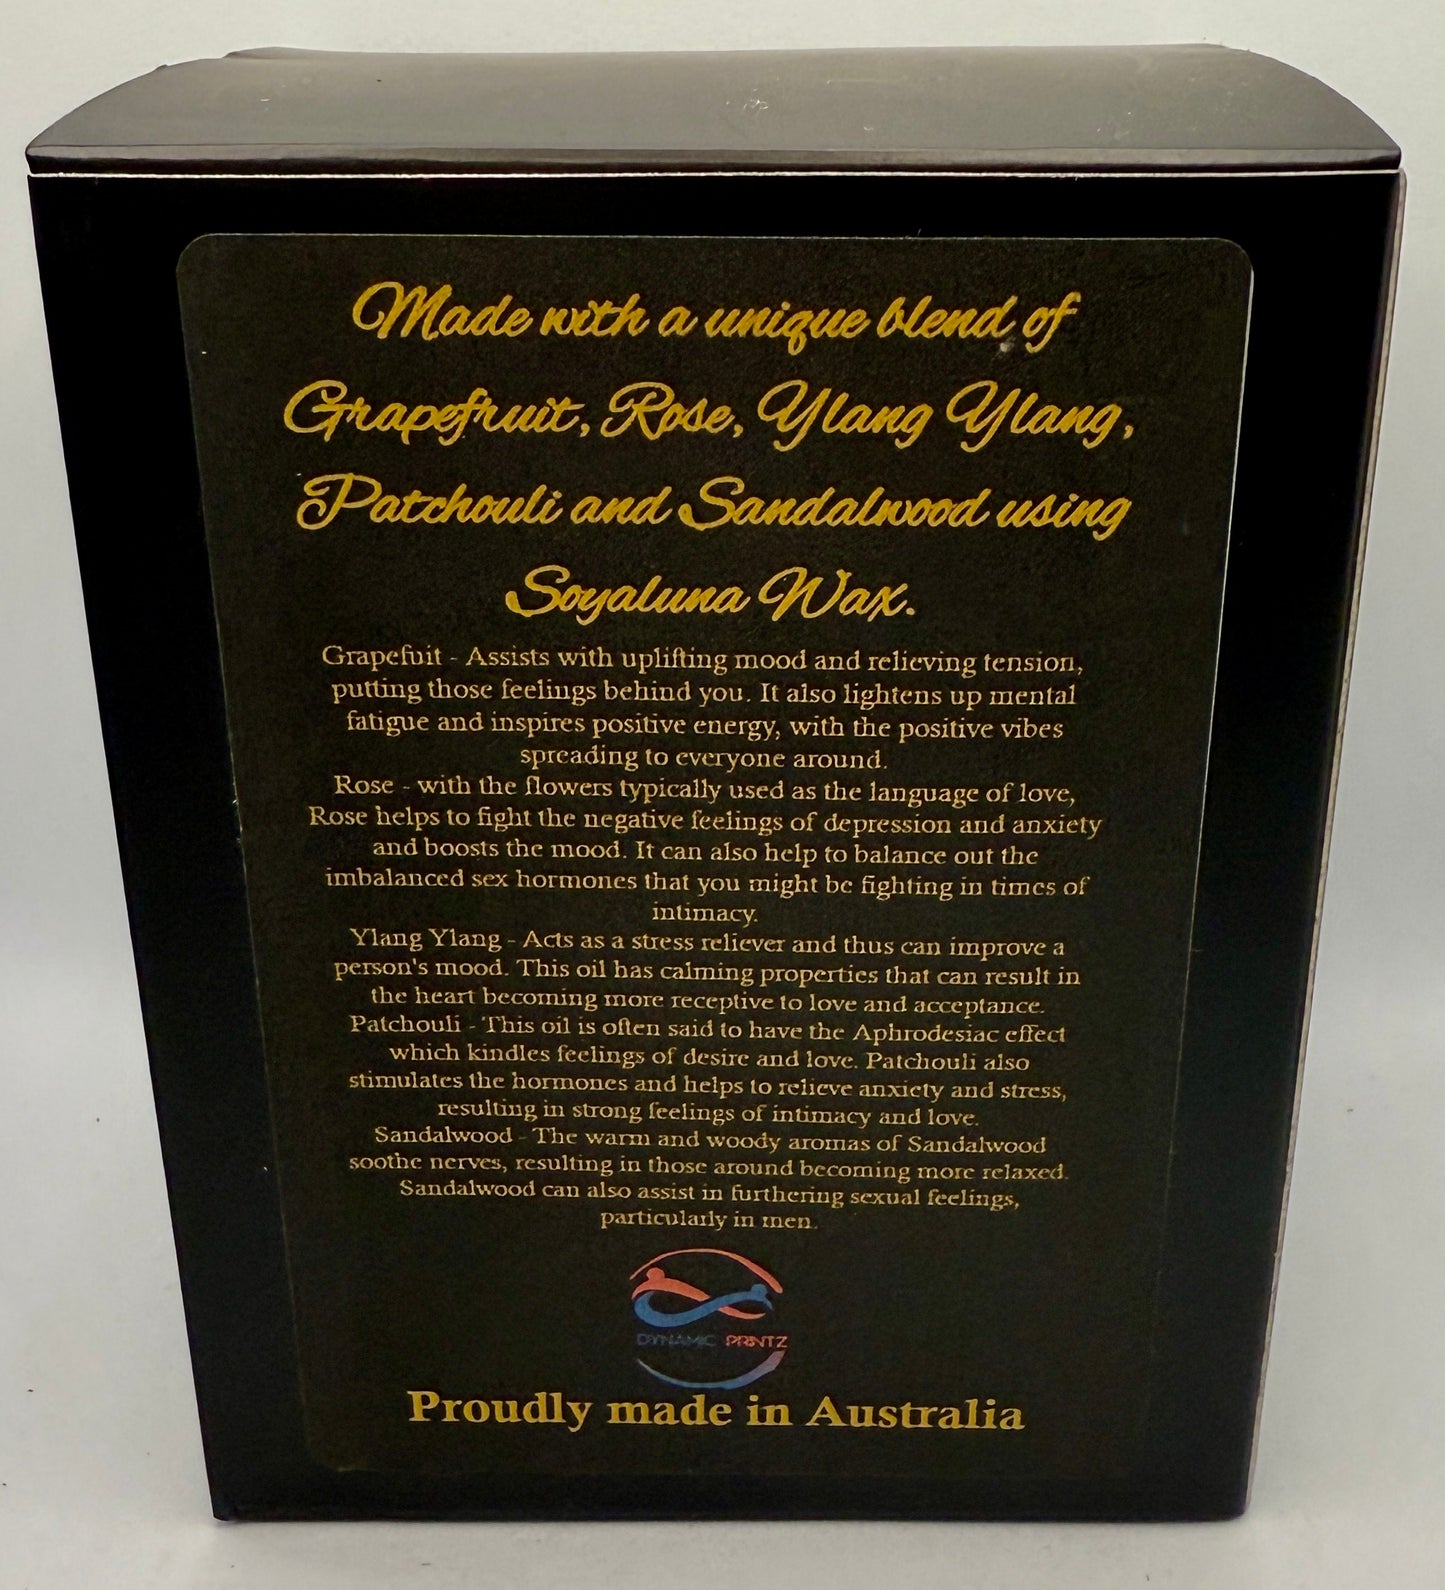 Made with a unique blend of
Grapefruit, Rose, Ylang Ylang,
Patchouli and Sandalwood using
Soyaluna Wax.
Grapefuit - Assists with uplifting mood and relieving tension,
putting those feelings behind you. It also lightens up mental
fatigue and inspires positive energy, with the positive vibes
spreading to everyone around.
Rose - with the flowers typically used as the language of love,
Rose helps to fight the negative feelings of depression and anxiety
and boosts the mood. It can also help to balance out the
imbalanced sex hormones that you might be fighting in times of
intimacy.
Ylang Ylang - Acts as a stress reliever and thus can improve a
person's mood. This oil has calming properties that can result in
the heart becoming more receptive to love and acceptance.
Patchouli - This oil is often said to have the Aphrodesiac effect
which kindles feelings of desire and love. Patchouli also
stimulates the hormones and helps to relieve anxiety and stress,
resulting in strong feelings of intimacy and love.
Sandalwood - The warm and woody aromas of Sandalwood
soothe nerves, resulting in those around becoming more relaxed.
Sandalwood can also assist in furthering sexual feelings,
particularly in men.
DYNAMIC PRINTZ
Proudly made in Australia